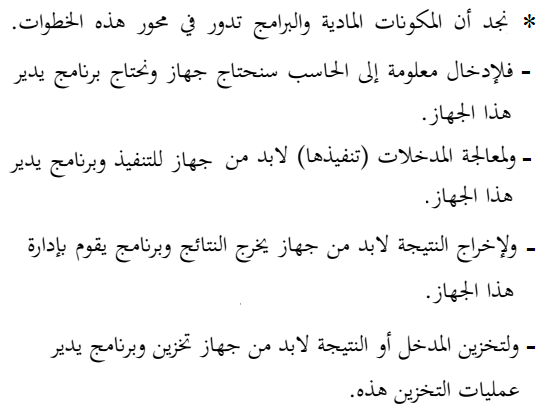 * نجد أن المكونات المادية والبرامج تدور في محور هذه الخطوات.
- فلإدخال معلومة إلى الحاسب سنحتاج جهاز ونحتاج برنامج يدير
هذا الجهاز.
- ولمعالجة المدخلات (تنفيذها) لابد من جهاز للتنفيذ وبرنامج يدير
هذا الجهاز.
- ولإخراج النتيجة لابد من جهاز يخرج النتائج وبرنامج يقوم بإدارة
هذا الجهاز.
- ولتخزين المدخل أو النتيجة لابد من جهاز تخزين وبرنامج يدير
عمليات التخزين هذه.